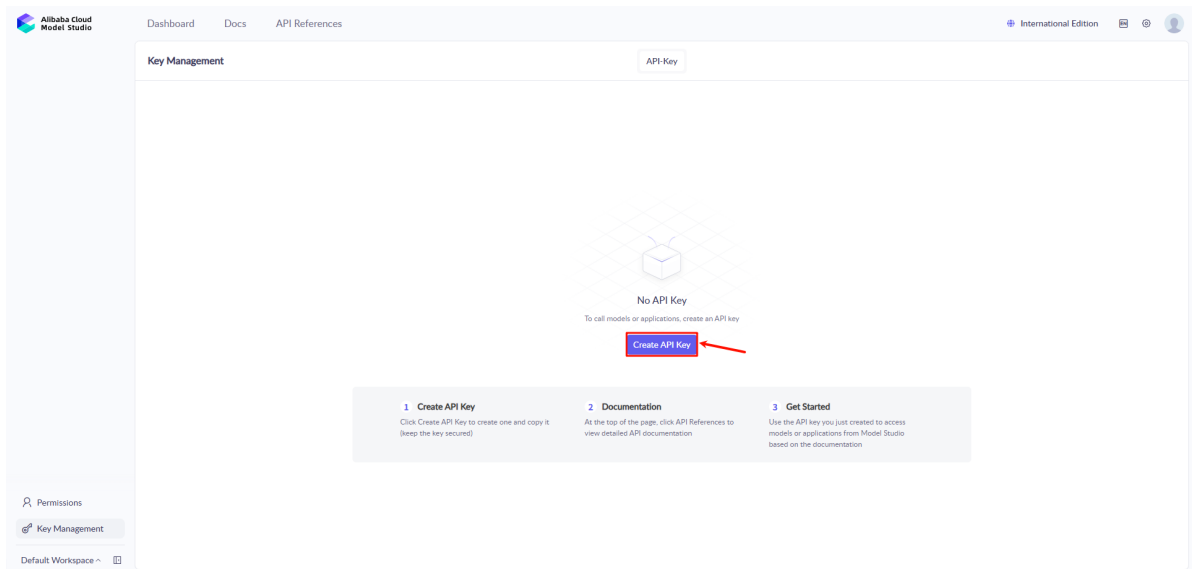 Alibaba Cloud
Model Studio
Dashboard
Docs
API References
International Edition
EN
Key Management
API-Key
No API Key
To call models or applications, create an API key
Create API Key
1 Create API Key
Click Create API Key to create one and copy it
(keep the key secured)
2 Documentation
At the top of the page, click API References to
view detailed API documentation
3 Get Started
Use the API key you just created to access
models or applications from Model Studio
based on the documentation
Permissions
Key Management
Default Workspace